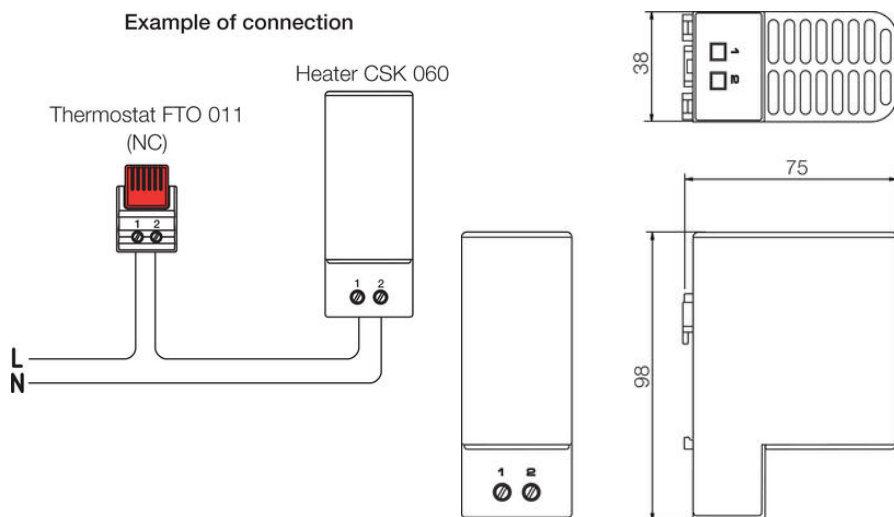 Example of connection
Heater CSK 060
Thermostat FTO 011
(NC)
1 2
1 2
L
N
38
1
2
75
98
1 2